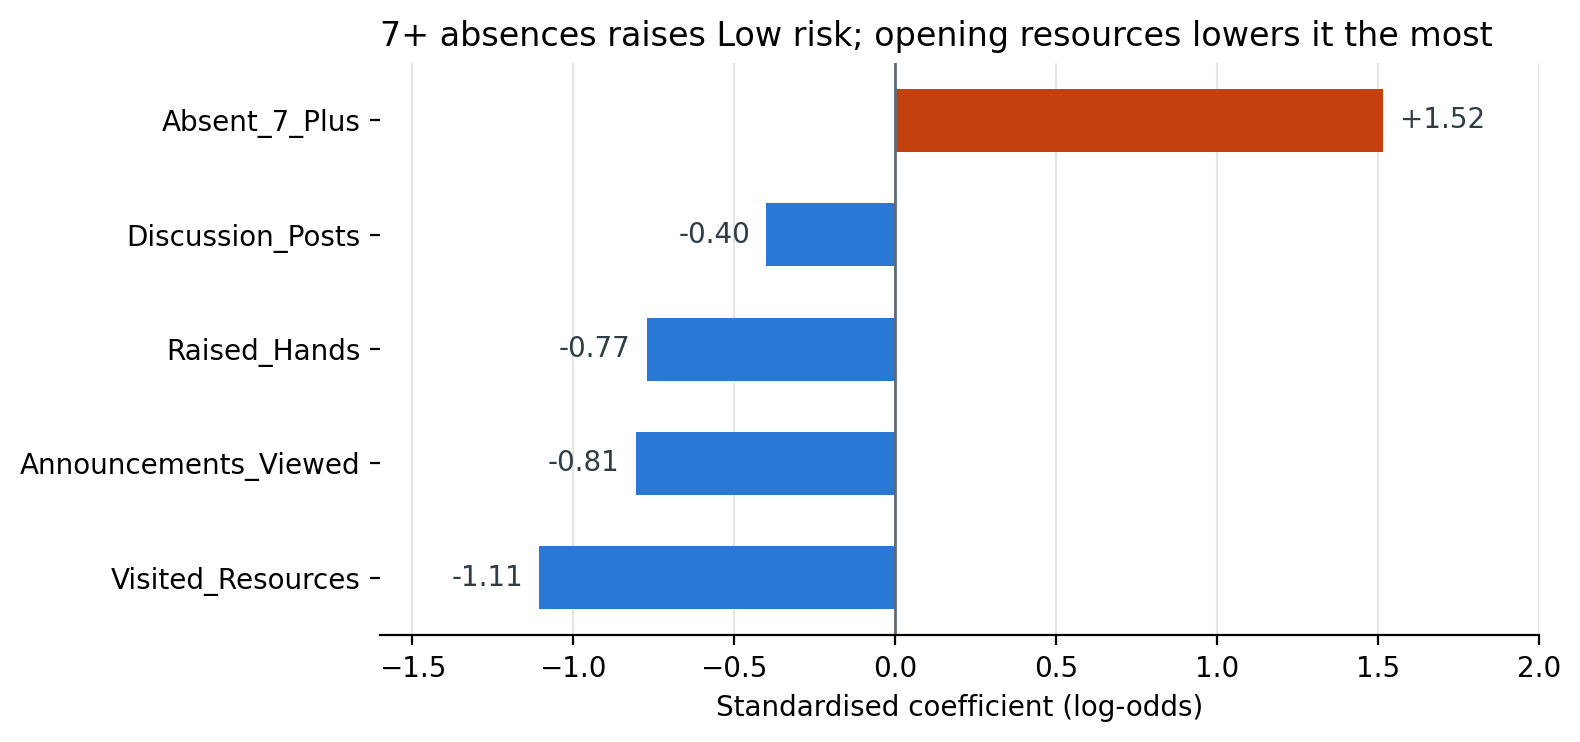 7+ absences raises Low risk; opening resources lowers it the most
Absent_7_Plus
+1.52
Discussion_Posts
-0.40
Raised_Hands
-0.77
Announcements_Viewed
-0.81
Visited_Resources
-1.11
−1.5 −1.0 −0.5 0.0 0.5 1.0 1.5 2.0
Standardised coefficient (log-odds)